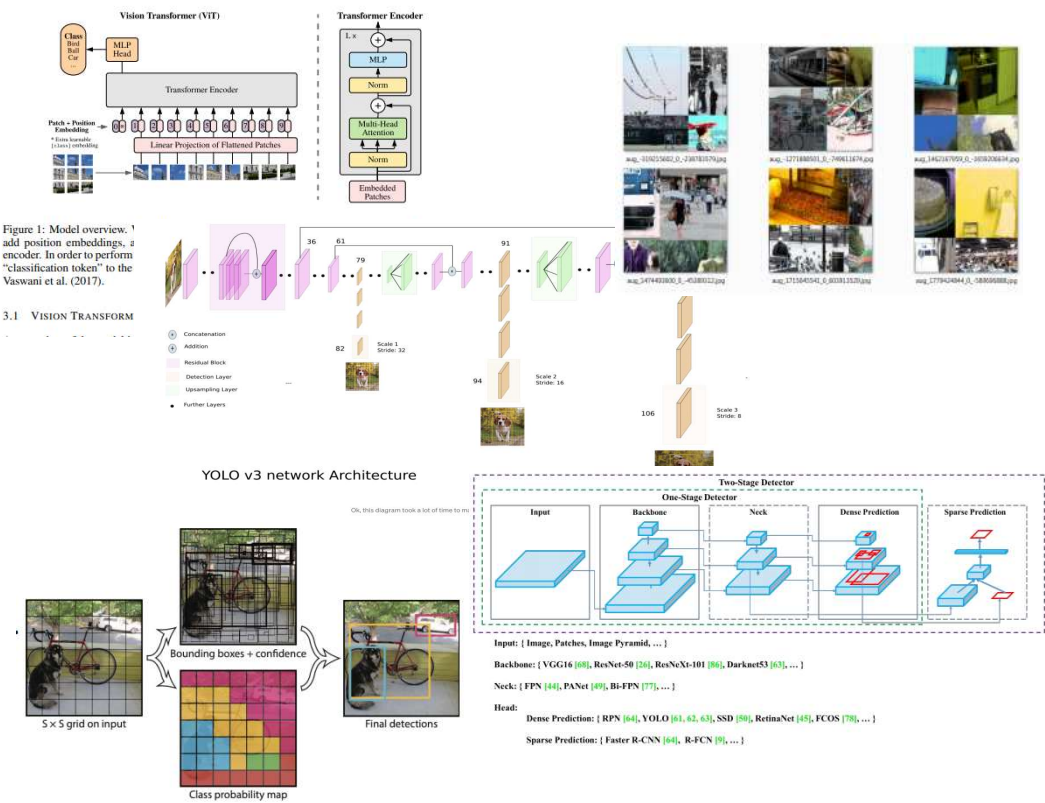 Vision Transformer (ViT)
Class
Bird
Ball
Car
...
MLP
Head
Transformer Encoder
Patch + Position
Embedding
* Extra learnable
[class] embedding
Linear Projection of Flattened Patches
Transformer Encoder
L x
+
MLP
Norm
+
Multi-Head
Attention
Norm
Embedded
Patches
Figure 1: Model overview.
add position embeddings, a
encoder. In order to perform
“classification token” to the
Vaswani et al. (2017).
3.1 VISION TRANSFORM
36
61
79
91
82
Scale 1
Stride: 32
94
Scale 2
Stride: 16
106
Scale 3
Stride: 8
Concatenation
Addition
Residual Block
Detection Layer
Upsampling Layer
Further Layers
YOLO v3 network Architecture
Ok, this diagram took a lot of time to m
S × S grid on input
Bounding boxes + confidence
Class probability map
Final detections
Two-Stage Detector
One-Stage Detector
Input
Backbone
Neck
Dense Prediction
Sparse Prediction
Input: { Image, Patches, Image Pyramid, … }
Backbone: { VGG16 [68], ResNet-50 [26], ResNeXt-101 [86], Darknet53 [63], … }
Neck: { FPN [44], PANet [49], Bi-FPN [77], … }
Head:
Dense Prediction: { RPN [64], YOLO [61, 62, 63], SSD [50], RetinaNet [45], FCOS [78], … }
Sparse Prediction: { Faster R-CNN [64], R-FCN [9], … }